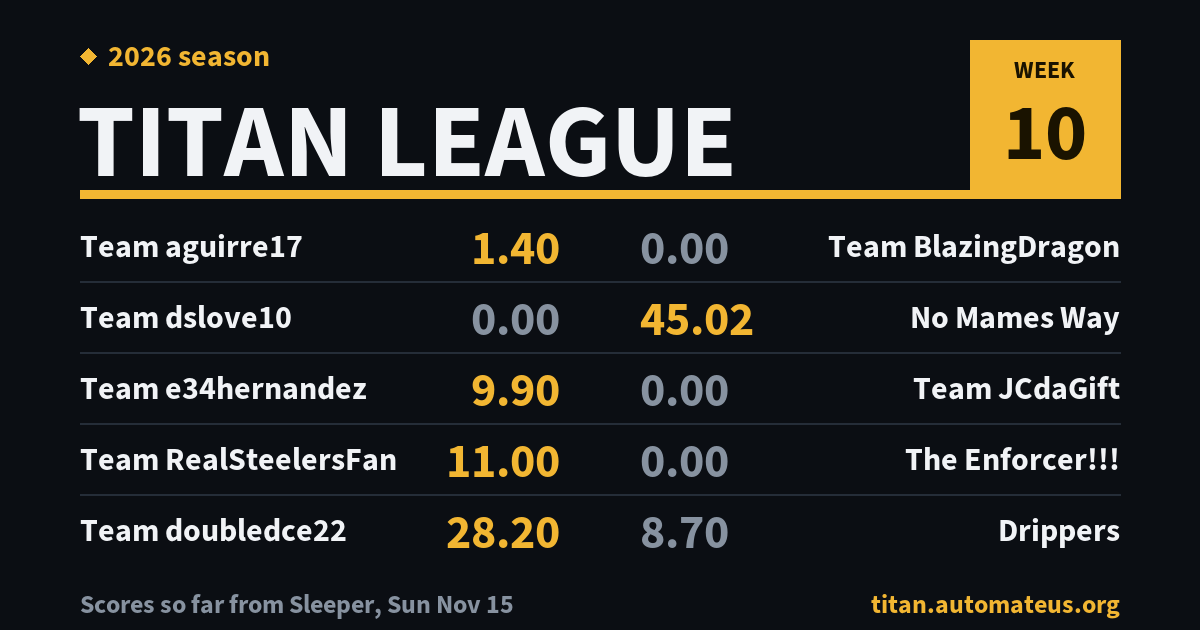 2026 season
WEEK
10
TITAN LEAGUE
Team aguirre17 1.40 0.00 Team BlazingDragon
Team dslove10 0.00 45.02 No Mames Way
Team e34hernandez 9.90 0.00 Team JCdaGift
Team RealSteelersFan 11.00 0.00 The Enforcer!!!
Team doubledce22 28.20 8.70 Drippers
Scores so far from Sleeper, Sun Nov 15 titan.automateus.org